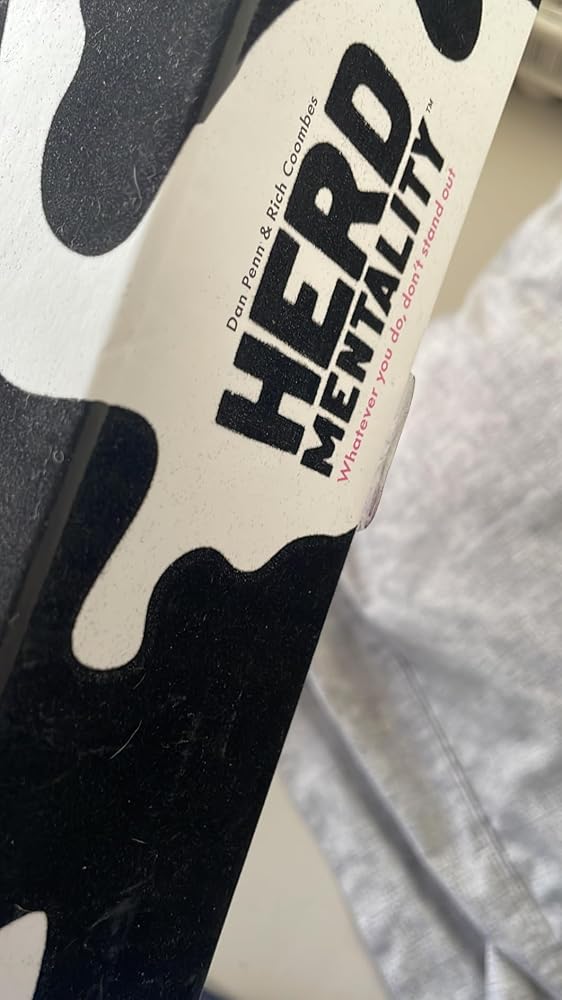 Dan Penn & Rich Coombes
HERD
MENTALITY™
Whatever you do, don't stand out